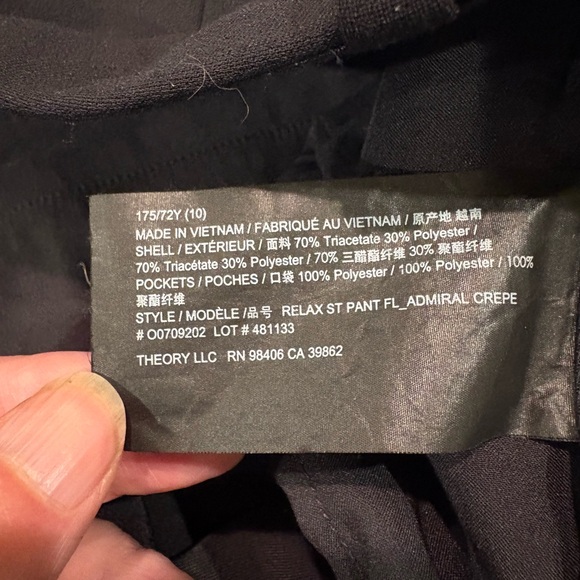 175/72Y (10)
MADE IN VIETNAM / FABRIQUÉ AU VIETNAM / 原产地 越南
SHELL / EXTÉRIEUR / 面料 70% Triacetate 30% Polyester /
70% Triacétate 30% Polyester / 70% 三醋酯纤维 30% 聚酯纤维
POCKETS / POCHES / 口袋 100% Polyester / 100% Polyester / 100%
聚酯纤维
STYLE / MODÈLE /品号 RELAX ST PANT FL_ADMIRAL CREPE
# O0709202 LOT # 481133
THEORY LLC RN 98406 CA 39862